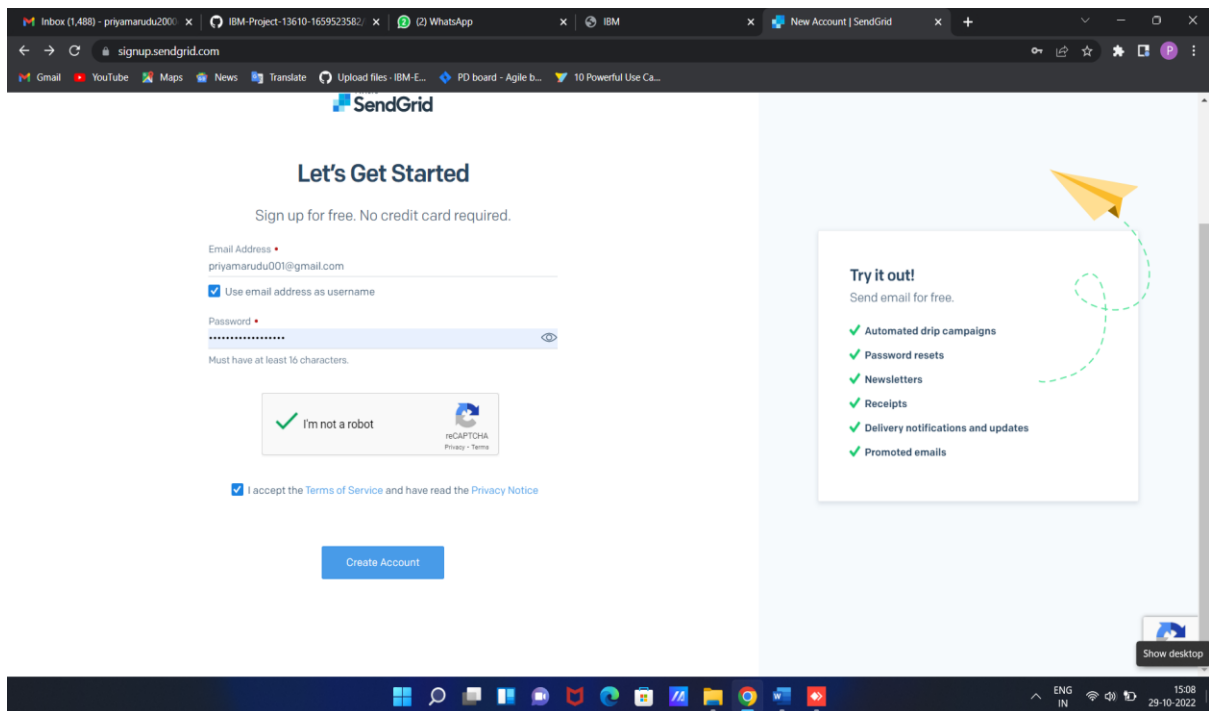 Inbox (1,488) - priyamarudu2000
IBM-Project-13610-1659523582/
(2) WhatsApp
IBM
New Account | SendGrid
signup.sendgrid.com
P
Gmail
YouTube
Maps
News
Translate
Upload files · IBM-E...
PD board - Agile b...
10 Powerful Use Ca...
SendGrid
Let's Get Started
Sign up for free. No credit card required.
Email Address •
priyamarudu001@gmail.com
Use email address as username
Password •
••••••••••••••••••
Must have at least 16 characters.
I'm not a robot
reCAPTCHA
Privacy - Terms
I accept the Terms of Service and have read the Privacy Notice
Create Account
Try it out!
Send email for free.
Automated drip campaigns
Password resets
Newsletters
Receipts
Delivery notifications and updates
Promoted emails
Show desktop
ENG
IN
15:08
29-10-2022